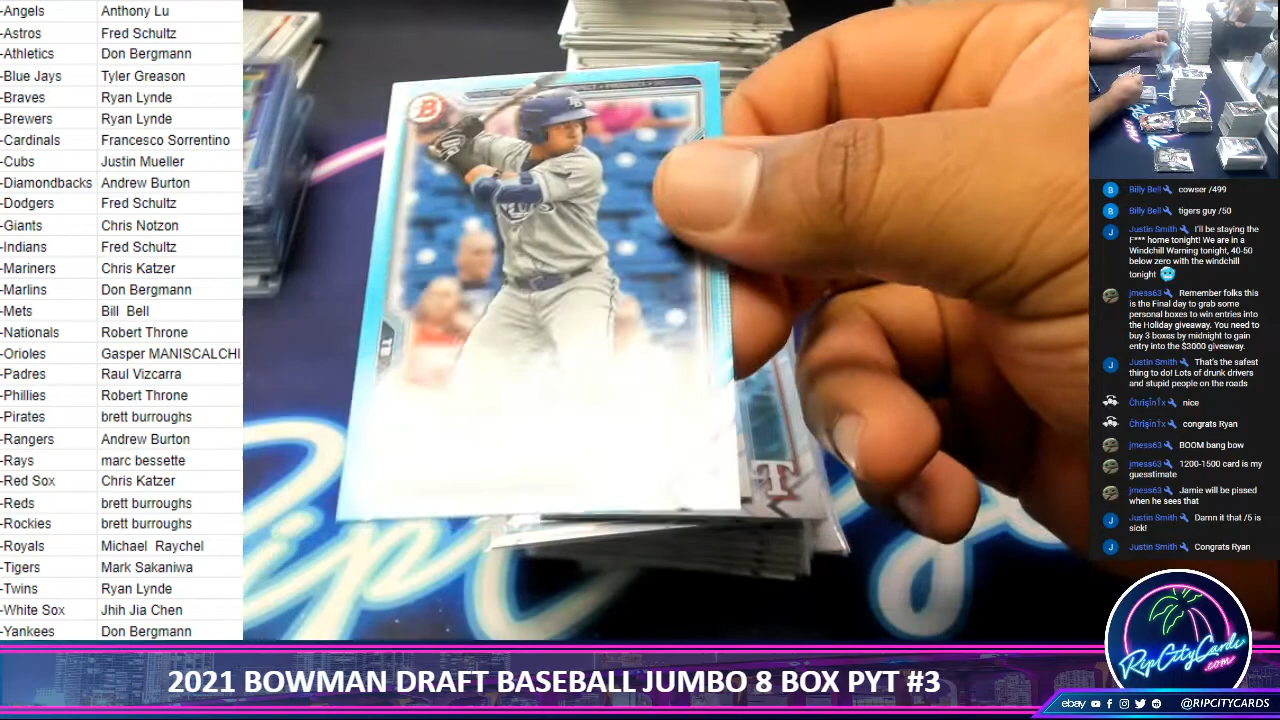 -Angels Anthony Lu
-Astros Fred Schultz
-Athletics Don Bergmann
-Blue Jays Tyler Greason
-Braves Ryan Lynde
-Brewers Ryan Lynde
-Cardinals Francesco Sorrentino
-Cubs Justin Mueller
-Diamondbacks Andrew Burton
-Dodgers Fred Schultz
-Giants Chris Notzon
-Indians Fred Schultz
-Mariners Chris Katzer
-Marlins Don Bergmann
-Mets Bill Bell
-Nationals Robert Throne
-Orioles Gasper MANISCALCHI
-Padres Raul Vizcarra
-Phillies Robert Throne
-Pirates brett burroughs
-Rangers Andrew Burton
-Rays marc bessette
-Red Sox Chris Katzer
-Reds brett burroughs
-Rockies brett burroughs
-Royals Michael Raychel
-Tigers Mark Sakaniwa
-Twins Ryan Lynde
-White Sox Jhih Jia Chen
-Yankees Don Bergmann
B
TB
T
B Billy Bell cowser /499
B Billy Bell tigers guy /50
J Justin Smith I'll be staying the
F*** home tonight! We are in a
Windchill Warning tonight, 40-50
below zero with the windchill
tonight
jmess63 Remember folks this
is the Final day to grab some
personal boxes to win entries into
the Holiday giveaway. You need to
buy 3 boxes by midnight to gain
entry into the $3000 giveaway.
J Justin Smith That's the safest
thing to do! Lots of drunk drivers
and stupid people on the roads
nice
congrats Ryan
jmess63 BOOM bang bow
jmess63 1200-1500 card is my
guesstimate
jmess63 Jamie will be pissed
when he sees that
J Justin Smith Damn it that /5 is
sick!
J Justin Smith Congrats Ryan
RipCityCards
.com
2021 BOWMAN DRAFT BASEBALL JUMBO 8 BOX PYT #3
ebay @RIPCITYCARDS